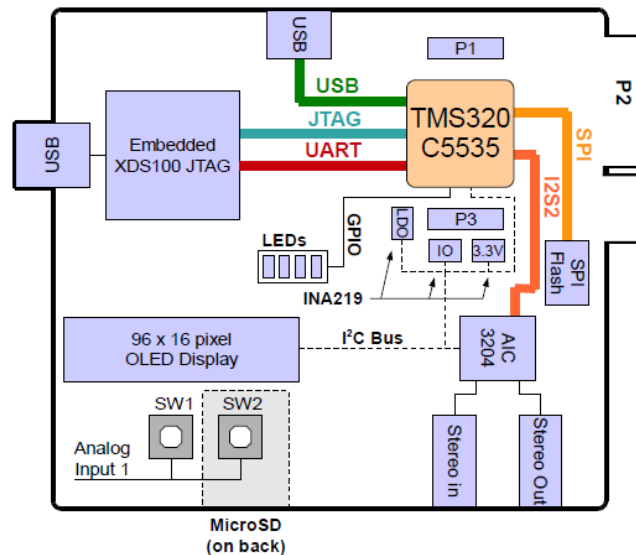 USB
P1
P2
USB
TMS320
C5535
JTAG
SPI
USB
Embedded
XDS100 JTAG
UART
I2S2
GPIO
LDO
P3
LEDs
IO
3.3V
SPI
Flash
INA219
96 x 16 pixel
OLED Display
I²C Bus
AIC
3204
SW1
SW2
Analog
Input 1
Stereo in
Stereo Out
MicroSD
(on back)